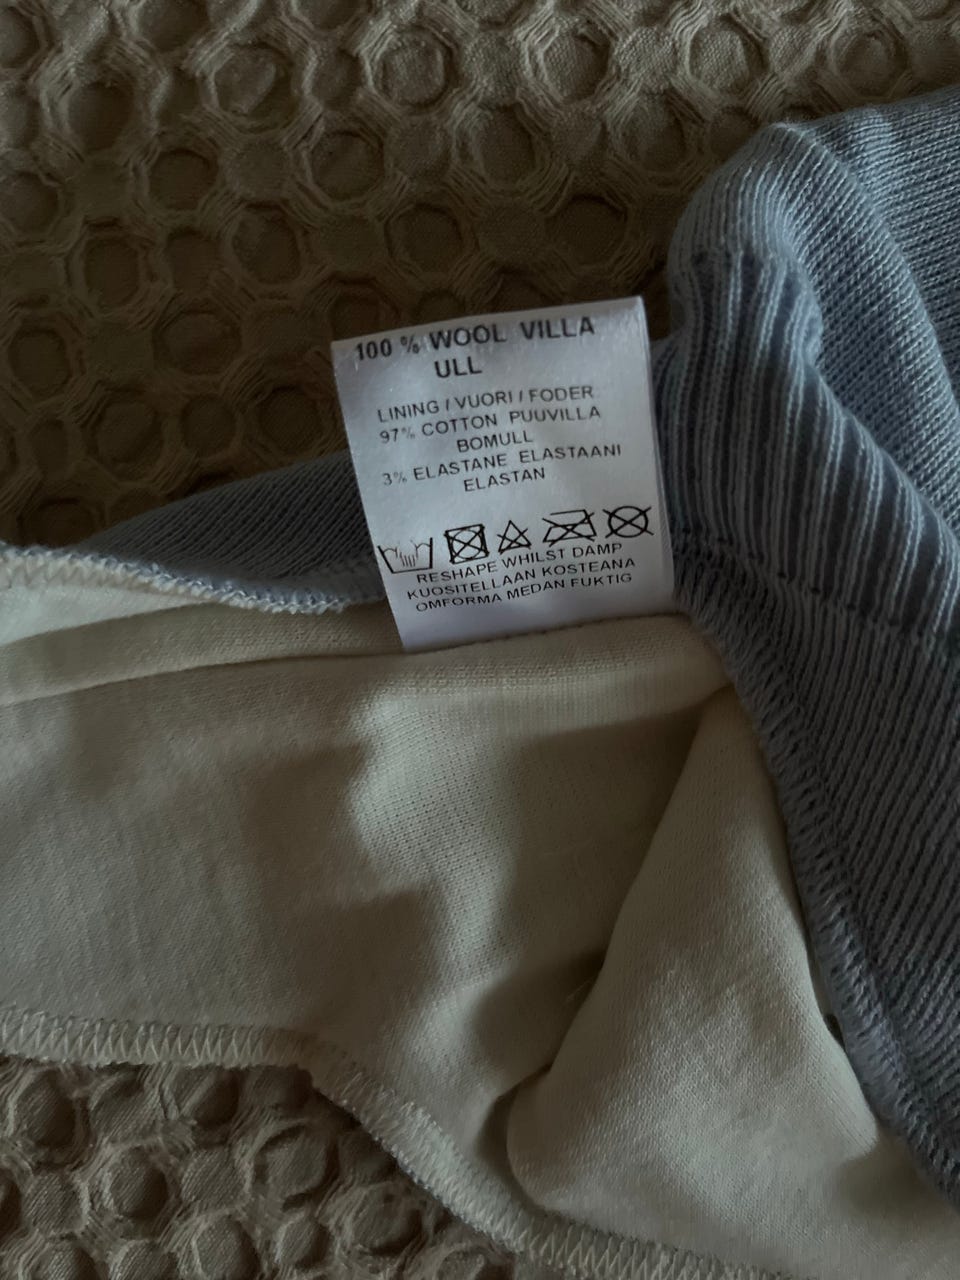 100 % WOOL VILLA
ULL
LINING / VUORI / FODER
97% COTTON PUUVILLA
BOMULL
3% ELASTANE ELASTAANI
ELASTAN
RESHAPE WHILST DAMP
KUOSITELLAAN KOSTEANA
OMFORMA MEDAN FUKTIG